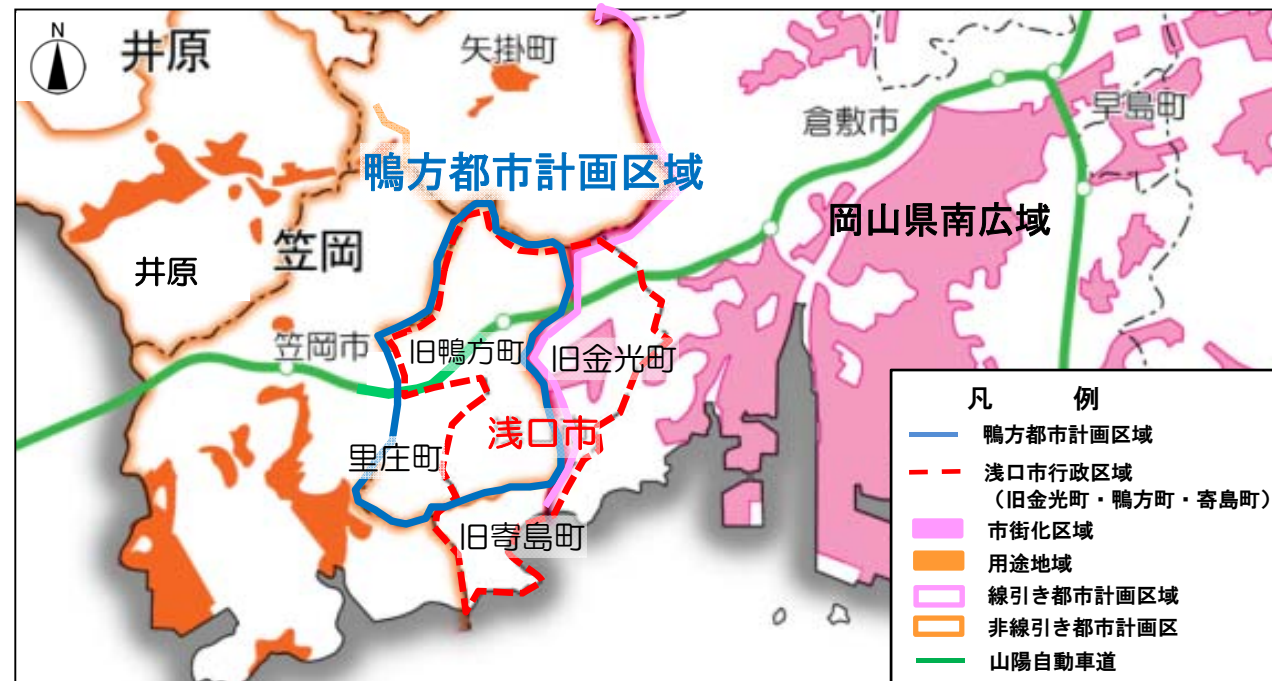 N
井原
矢掛町
倉敷市
早島町
鴨方都市計画区域
岡山県南広域
笠岡
井原
笠岡市
旧鴨方町
旧金光町
浅口市
里庄町
旧寄島町
凡 例
鴨方都市計画区域
浅口市行政区域
（旧金光町・鴨方町・寄島町）
市街化区域
用途地域
線引き都市計画区域
非線引き都市計画区
山陽自動車道